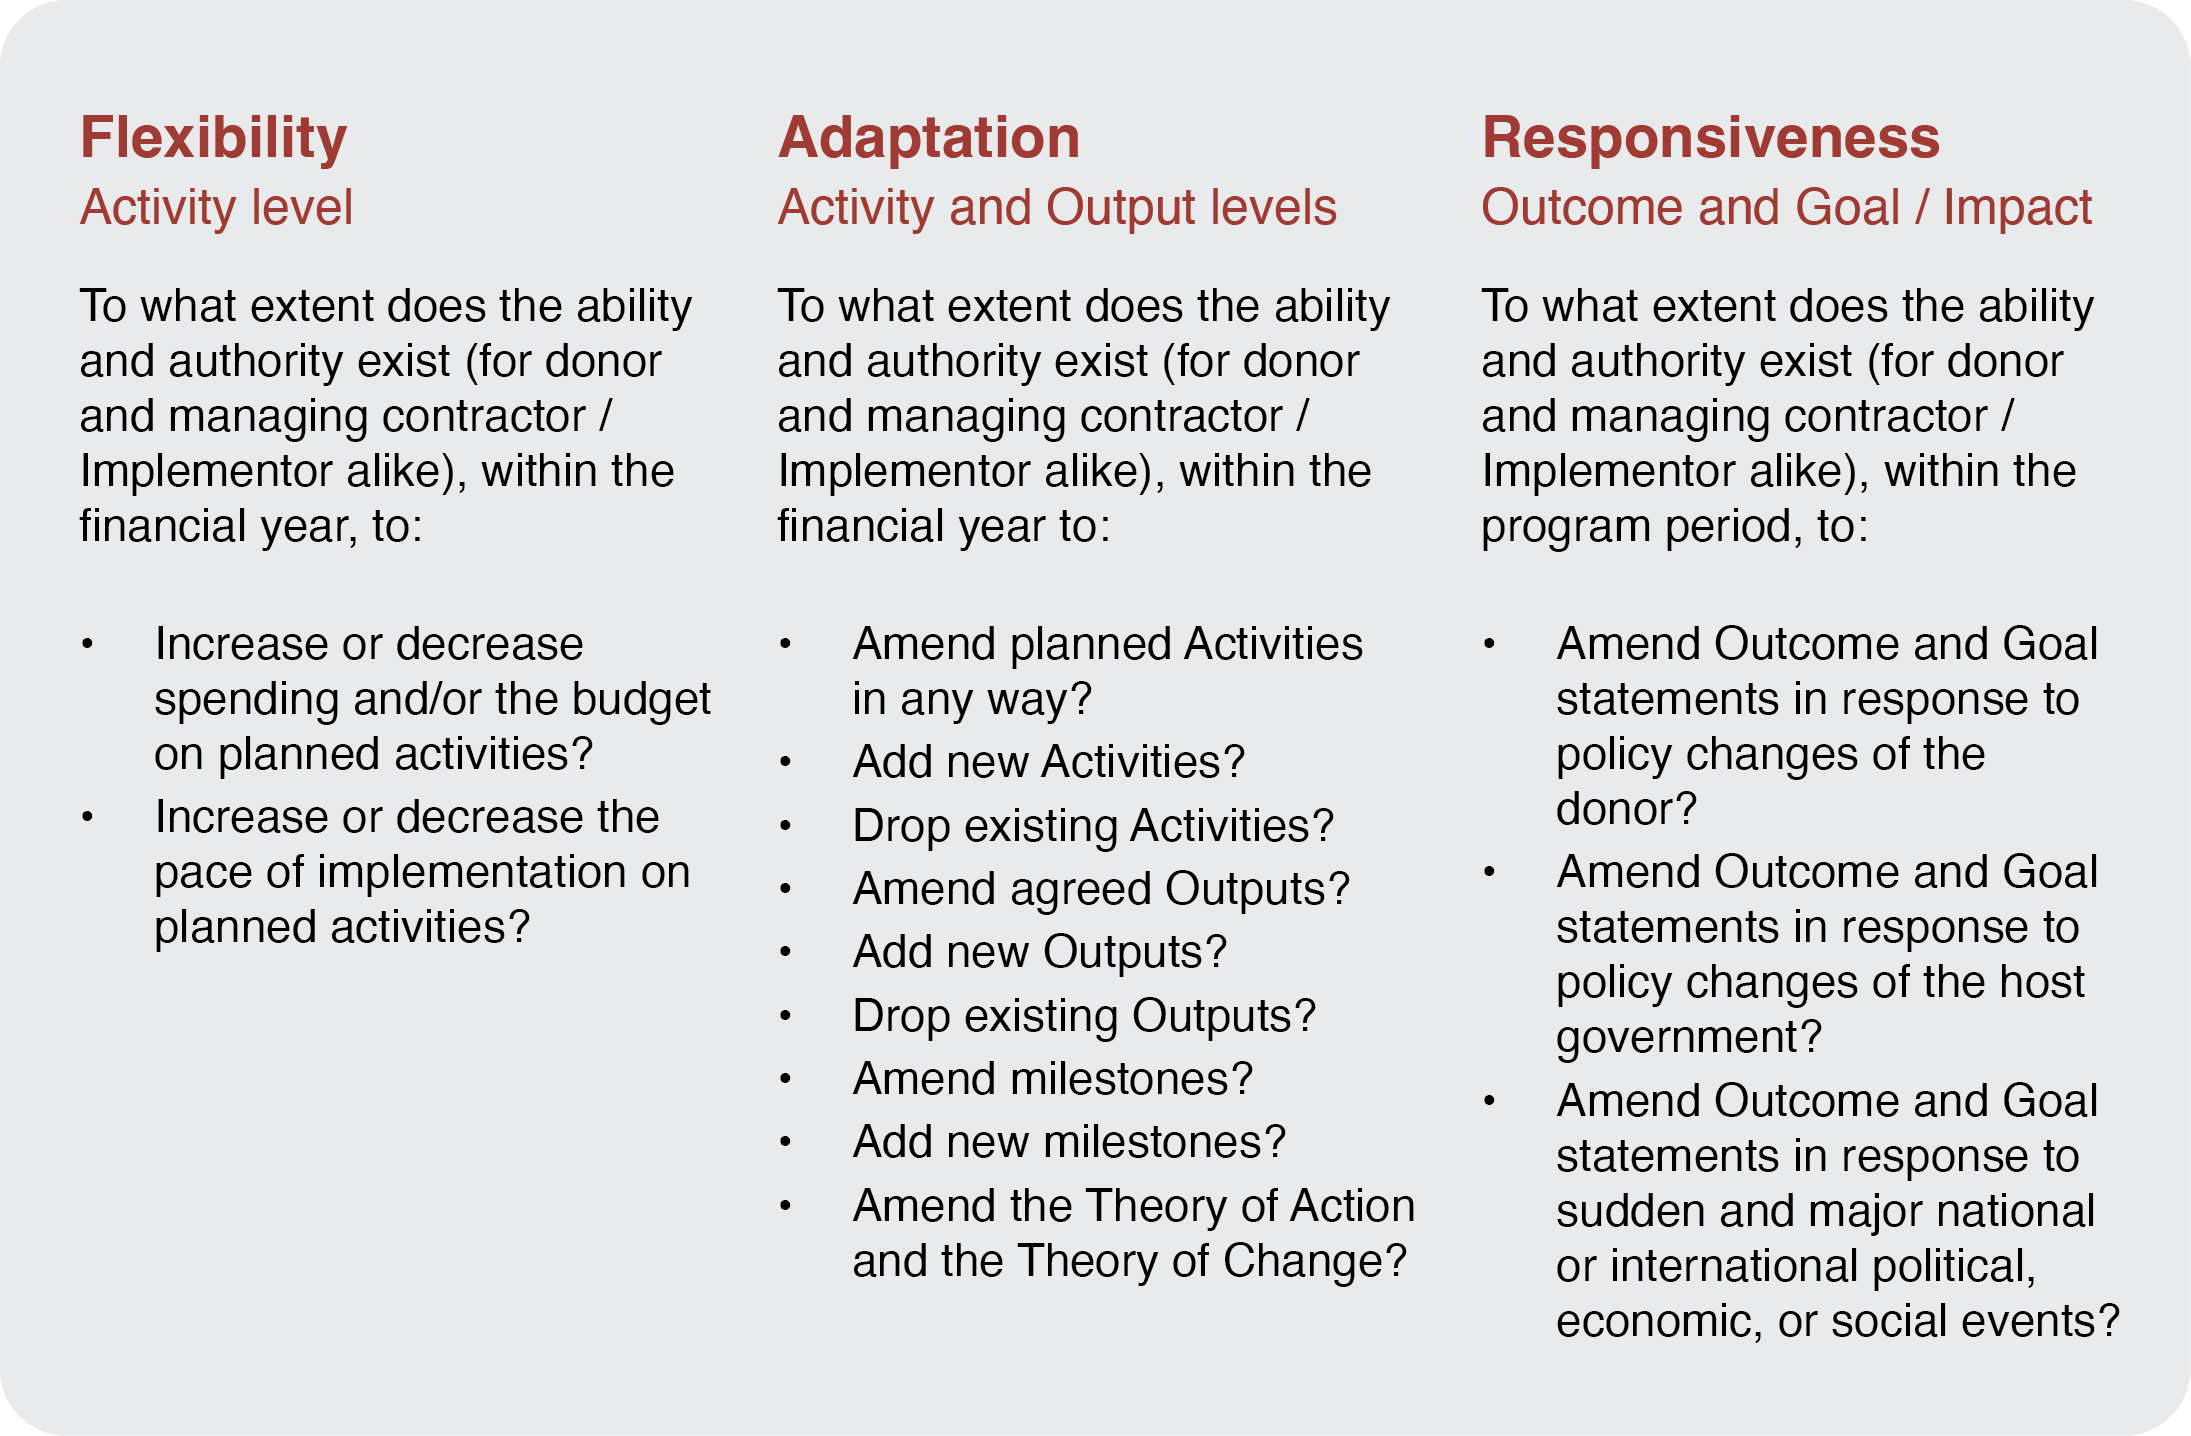 Flexibility
Activity level
To what extent does the ability
and authority exist (for donor
and managing contractor /
Implementor alike), within the
financial year, to:
• Increase or decrease
spending and/or the budget
on planned activities?
• Increase or decrease the
pace of implementation on
planned activities?
Adaptation
Activity and Output levels
To what extent does the ability
and authority exist (for donor
and managing contractor /
Implementor alike), within the
financial year to:
• Amend planned Activities
in any way?
• Add new Activities?
• Drop existing Activities?
• Amend agreed Outputs?
• Add new Outputs?
• Drop existing Outputs?
• Amend milestones?
• Add new milestones?
• Amend the Theory of Action
and the Theory of Change?
Responsiveness
Outcome and Goal / Impact
To what extent does the ability
and authority exist (for donor
and managing contractor /
Implementor alike), within the
program period, to:
• Amend Outcome and Goal
statements in response to
policy changes of the
donor?
• Amend Outcome and Goal
statements in response to
policy changes of the host
government?
• Amend Outcome and Goal
statements in response to
sudden and major national
or international political,
economic, or social events?